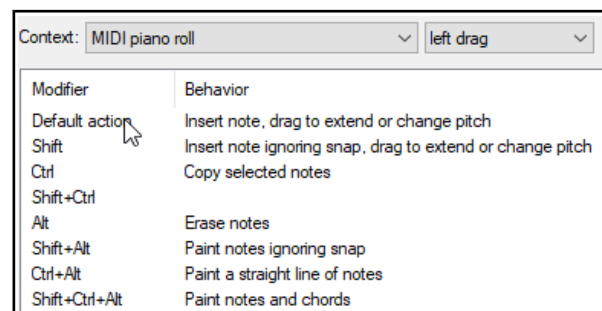 Context: MIDI piano roll left drag
Modifier Behavior
Default action Insert note, drag to extend or change pitch
Shift Insert note ignoring snap, drag to extend or change pitch
Ctrl Copy selected notes
Shift+Ctrl
Alt Erase notes
Shift+Alt Paint notes ignoring snap
Ctrl+Alt Paint a straight line of notes
Shift+Ctrl+Alt Paint notes and chords